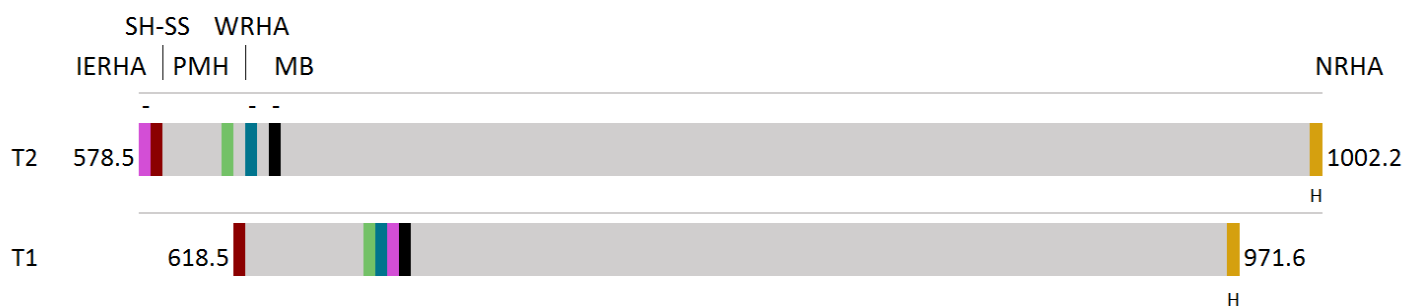 SH-SS WRHA
IERHA PMH MB NRHA
- - -
T2 578.5 1002.2
H
T1 618.5 971.6
H